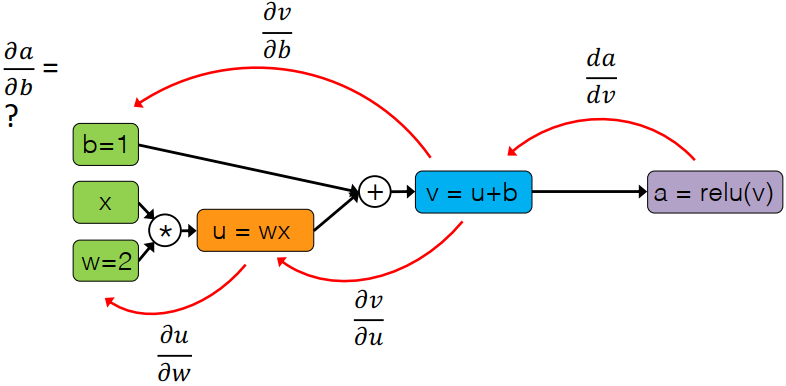 ∂a/∂b =
?
∂v/∂b
da/dv
b=1
x
w=2
*
u = wx
+
v = u+b
a = relu(v)
∂u/∂w
∂v/∂u